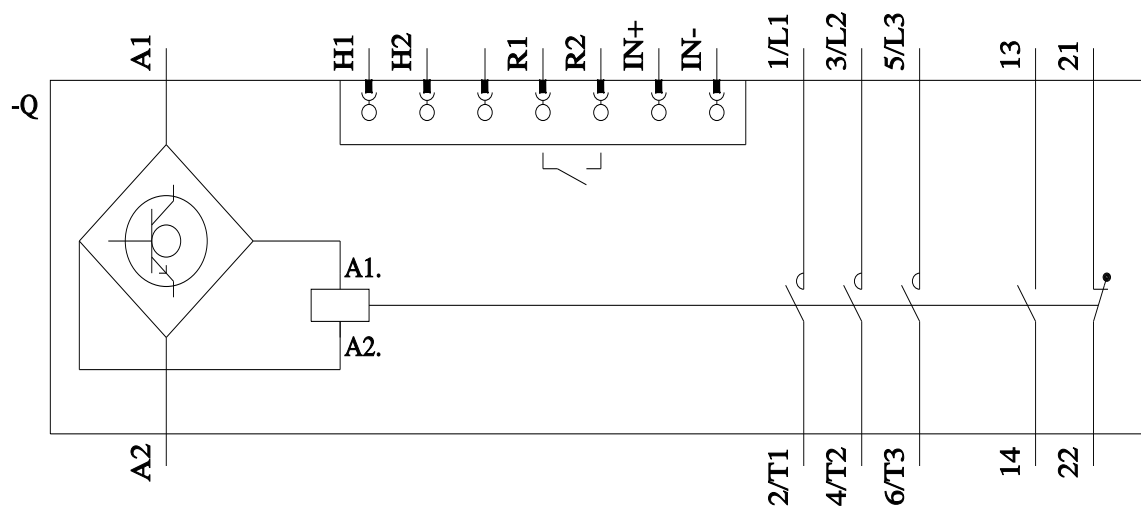 A1
H1
H2
R1
R2
IN+
IN-
1/L1
3/L2
5/L3
13
21
-Q
A1.
A2.
A2
2/T1
4/T2
6/T3
14
22